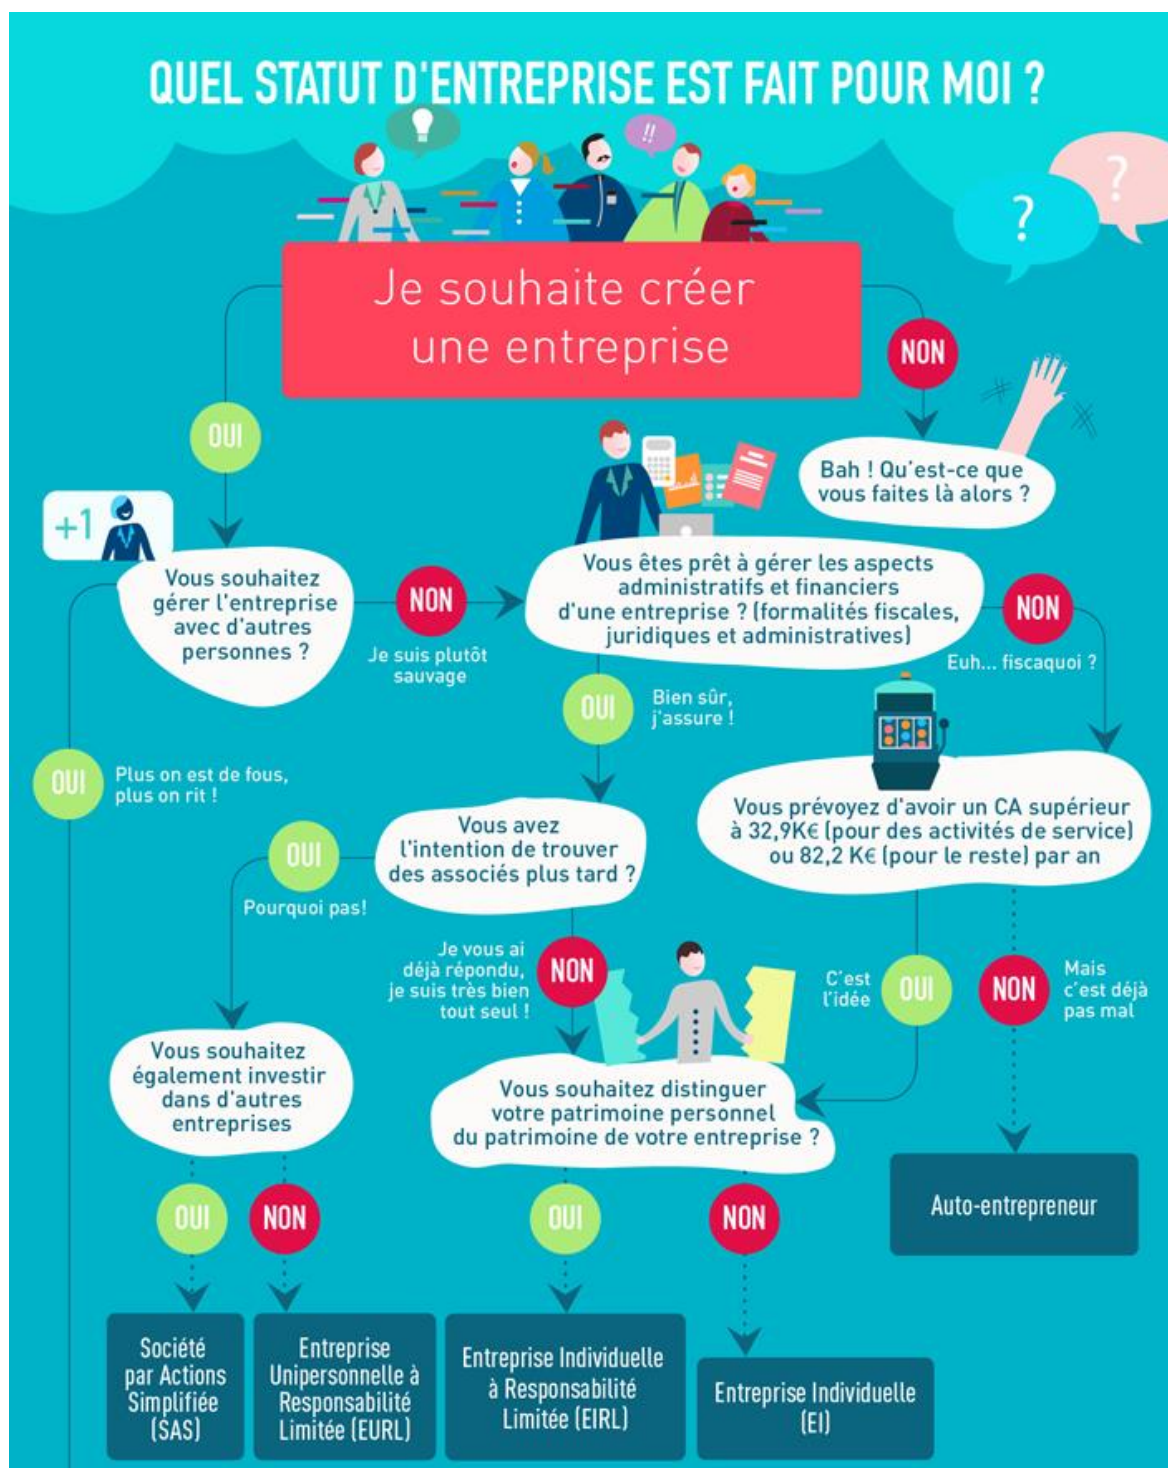 QUEL STATUT D'ENTREPRISE EST FAIT POUR MOI ?
!!
?
?
Je souhaite créer
une entreprise
NON
OUI
Bah ! Qu'est-ce que
vous faites là alors ?
+1
Vous souhaitez
gérer l'entreprise
avec d'autres
personnes ?
NON
Je suis plutôt
sauvage
Vous êtes prêt à gérer les aspects
administratifs et financiers
d'une entreprise ? (formalités fiscales,
juridiques et administratives)
NON
Euh... fiscaquoi ?
OUI
Bien sûr,
j'assure !
OUI
Plus on est de fous,
plus on rit !
Vous prévoyez d'avoir un CA supérieur
à 32,9K€ (pour des activités de service)
ou 82,2 K€ (pour le reste) par an
Vous avez
l'intention de trouver
des associés plus tard ?
OUI
Pourquoi pas!
Je vous ai
déjà répondu,
je suis très bien
tout seul !
NON
C'est
l'idée
OUI
NON
Mais
c'est déjà
pas mal
Vous souhaitez
également investir
dans d'autres
entreprises
Vous souhaitez distinguer
votre patrimoine personnel
du patrimoine de votre entreprise ?
OUI
NON
OUI
NON
Auto-entrepreneur
Société
par Actions
Simplifiée
(SAS)
Entreprise
Unipersonnelle à
Responsabilité
Limitée (EURL)
Entreprise Individuelle
à Responsabilité
Limitée (EIRL)
Entreprise Individuelle
(EI)